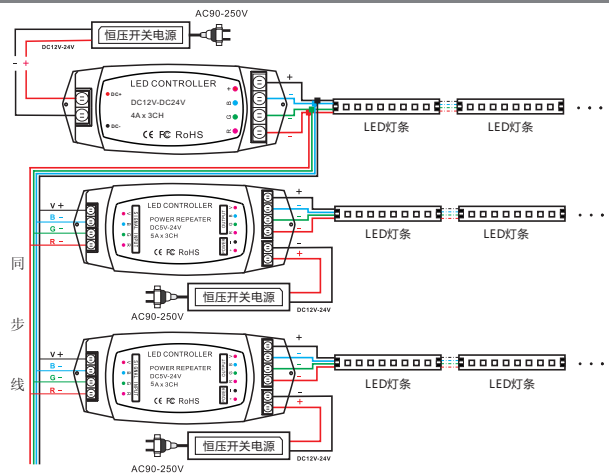 AC90-250V
恒压开关电源
DC12V-24V
- +
LED CONTROLLER
DC+
DC12V-DC24V
4A x 3CH
DC-
CE FC RoHS
+
B
G
R
+
-
-
-
LED灯条
LED灯条
...
V +
B -
G -
R -
LED CONTROLLER
POWER REPEATER
DC5V-24V
5A x 3CH
CE FC RoHS
V
B
G
R
SIGNAL INPUT
+
-
-
-
-
+
LED灯条
LED灯条
...
恒压开关电源
DC12V-24V
AC90-250V
同
步
线
V +
B -
G -
R -
LED CONTROLLER
POWER REPEATER
DC5V-24V
5A x 3CH
CE FC RoHS
V
B
G
R
SIGNAL INPUT
+
-
-
-
-
+
LED灯条
LED灯条
...
恒压开关电源
DC12V-24V
AC90-250V